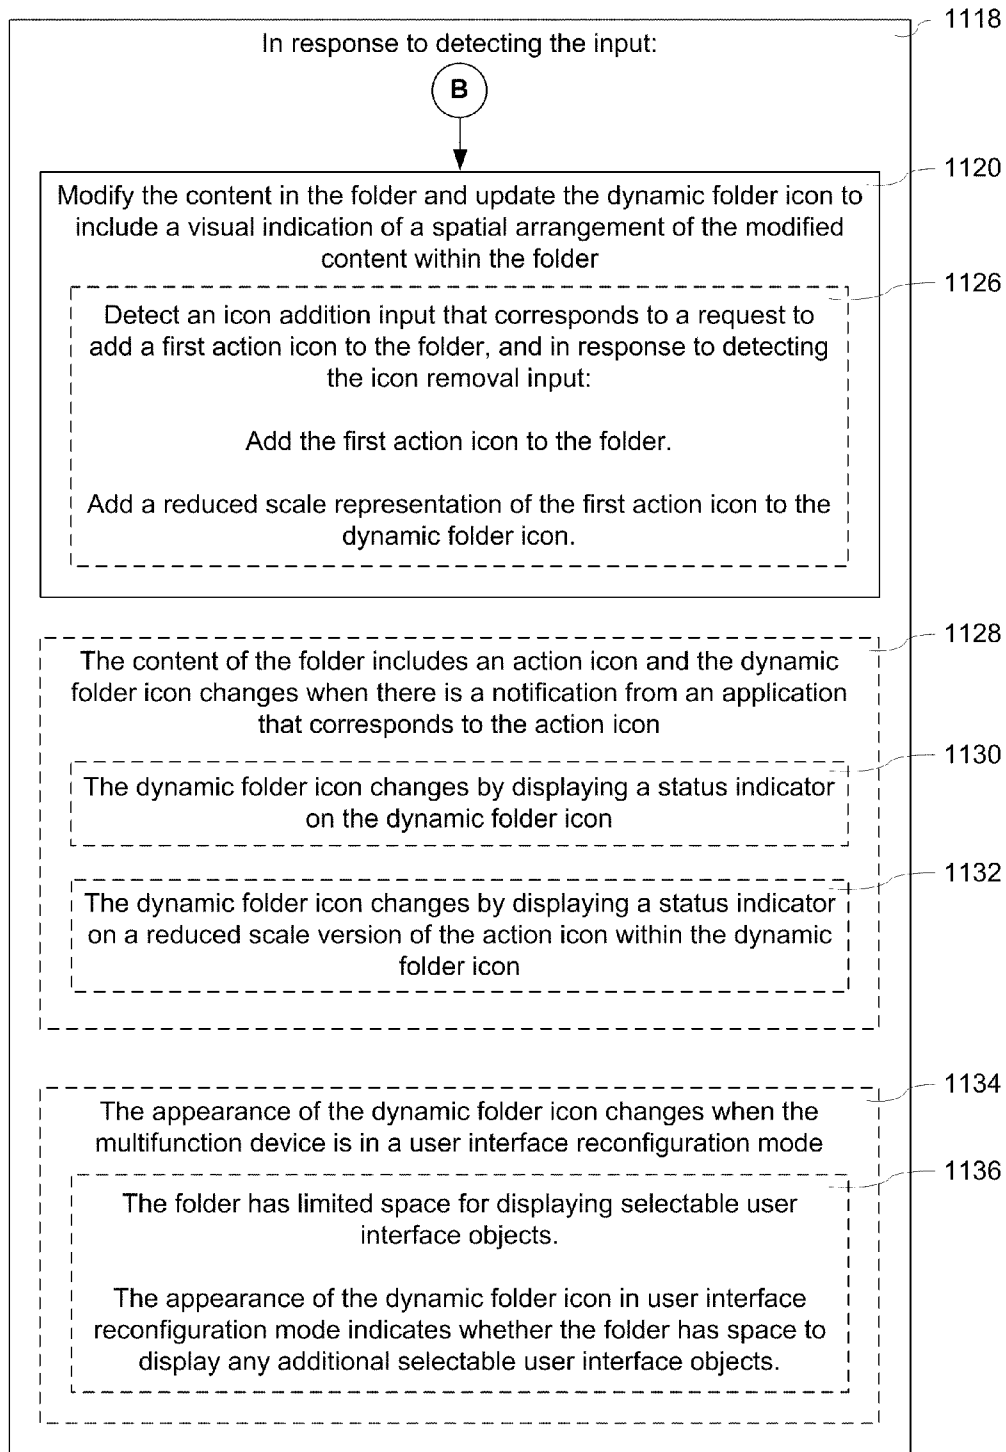 1118
In response to detecting the input:
B
1120
Modify the content in the folder and update the dynamic folder icon to
include a visual indication of a spatial arrangement of the modified
content within the folder
1126
Detect an icon addition input that corresponds to a request to
add a first action icon to the folder, and in response to detecting
the icon removal input:
Add the first action icon to the folder.
Add a reduced scale representation of the first action icon to the
dynamic folder icon.
1128
The content of the folder includes an action icon and the dynamic
folder icon changes when there is a notification from an application
that corresponds to the action icon
1130
The dynamic folder icon changes by displaying a status indicator
on the dynamic folder icon
1132
The dynamic folder icon changes by displaying a status indicator
on a reduced scale version of the action icon within the dynamic
folder icon
1134
The appearance of the dynamic folder icon changes when the
multifunction device is in a user interface reconfiguration mode
1136
The folder has limited space for displaying selectable user
interface objects.
The appearance of the dynamic folder icon in user interface
reconfiguration mode indicates whether the folder has space to
display any additional selectable user interface objects.